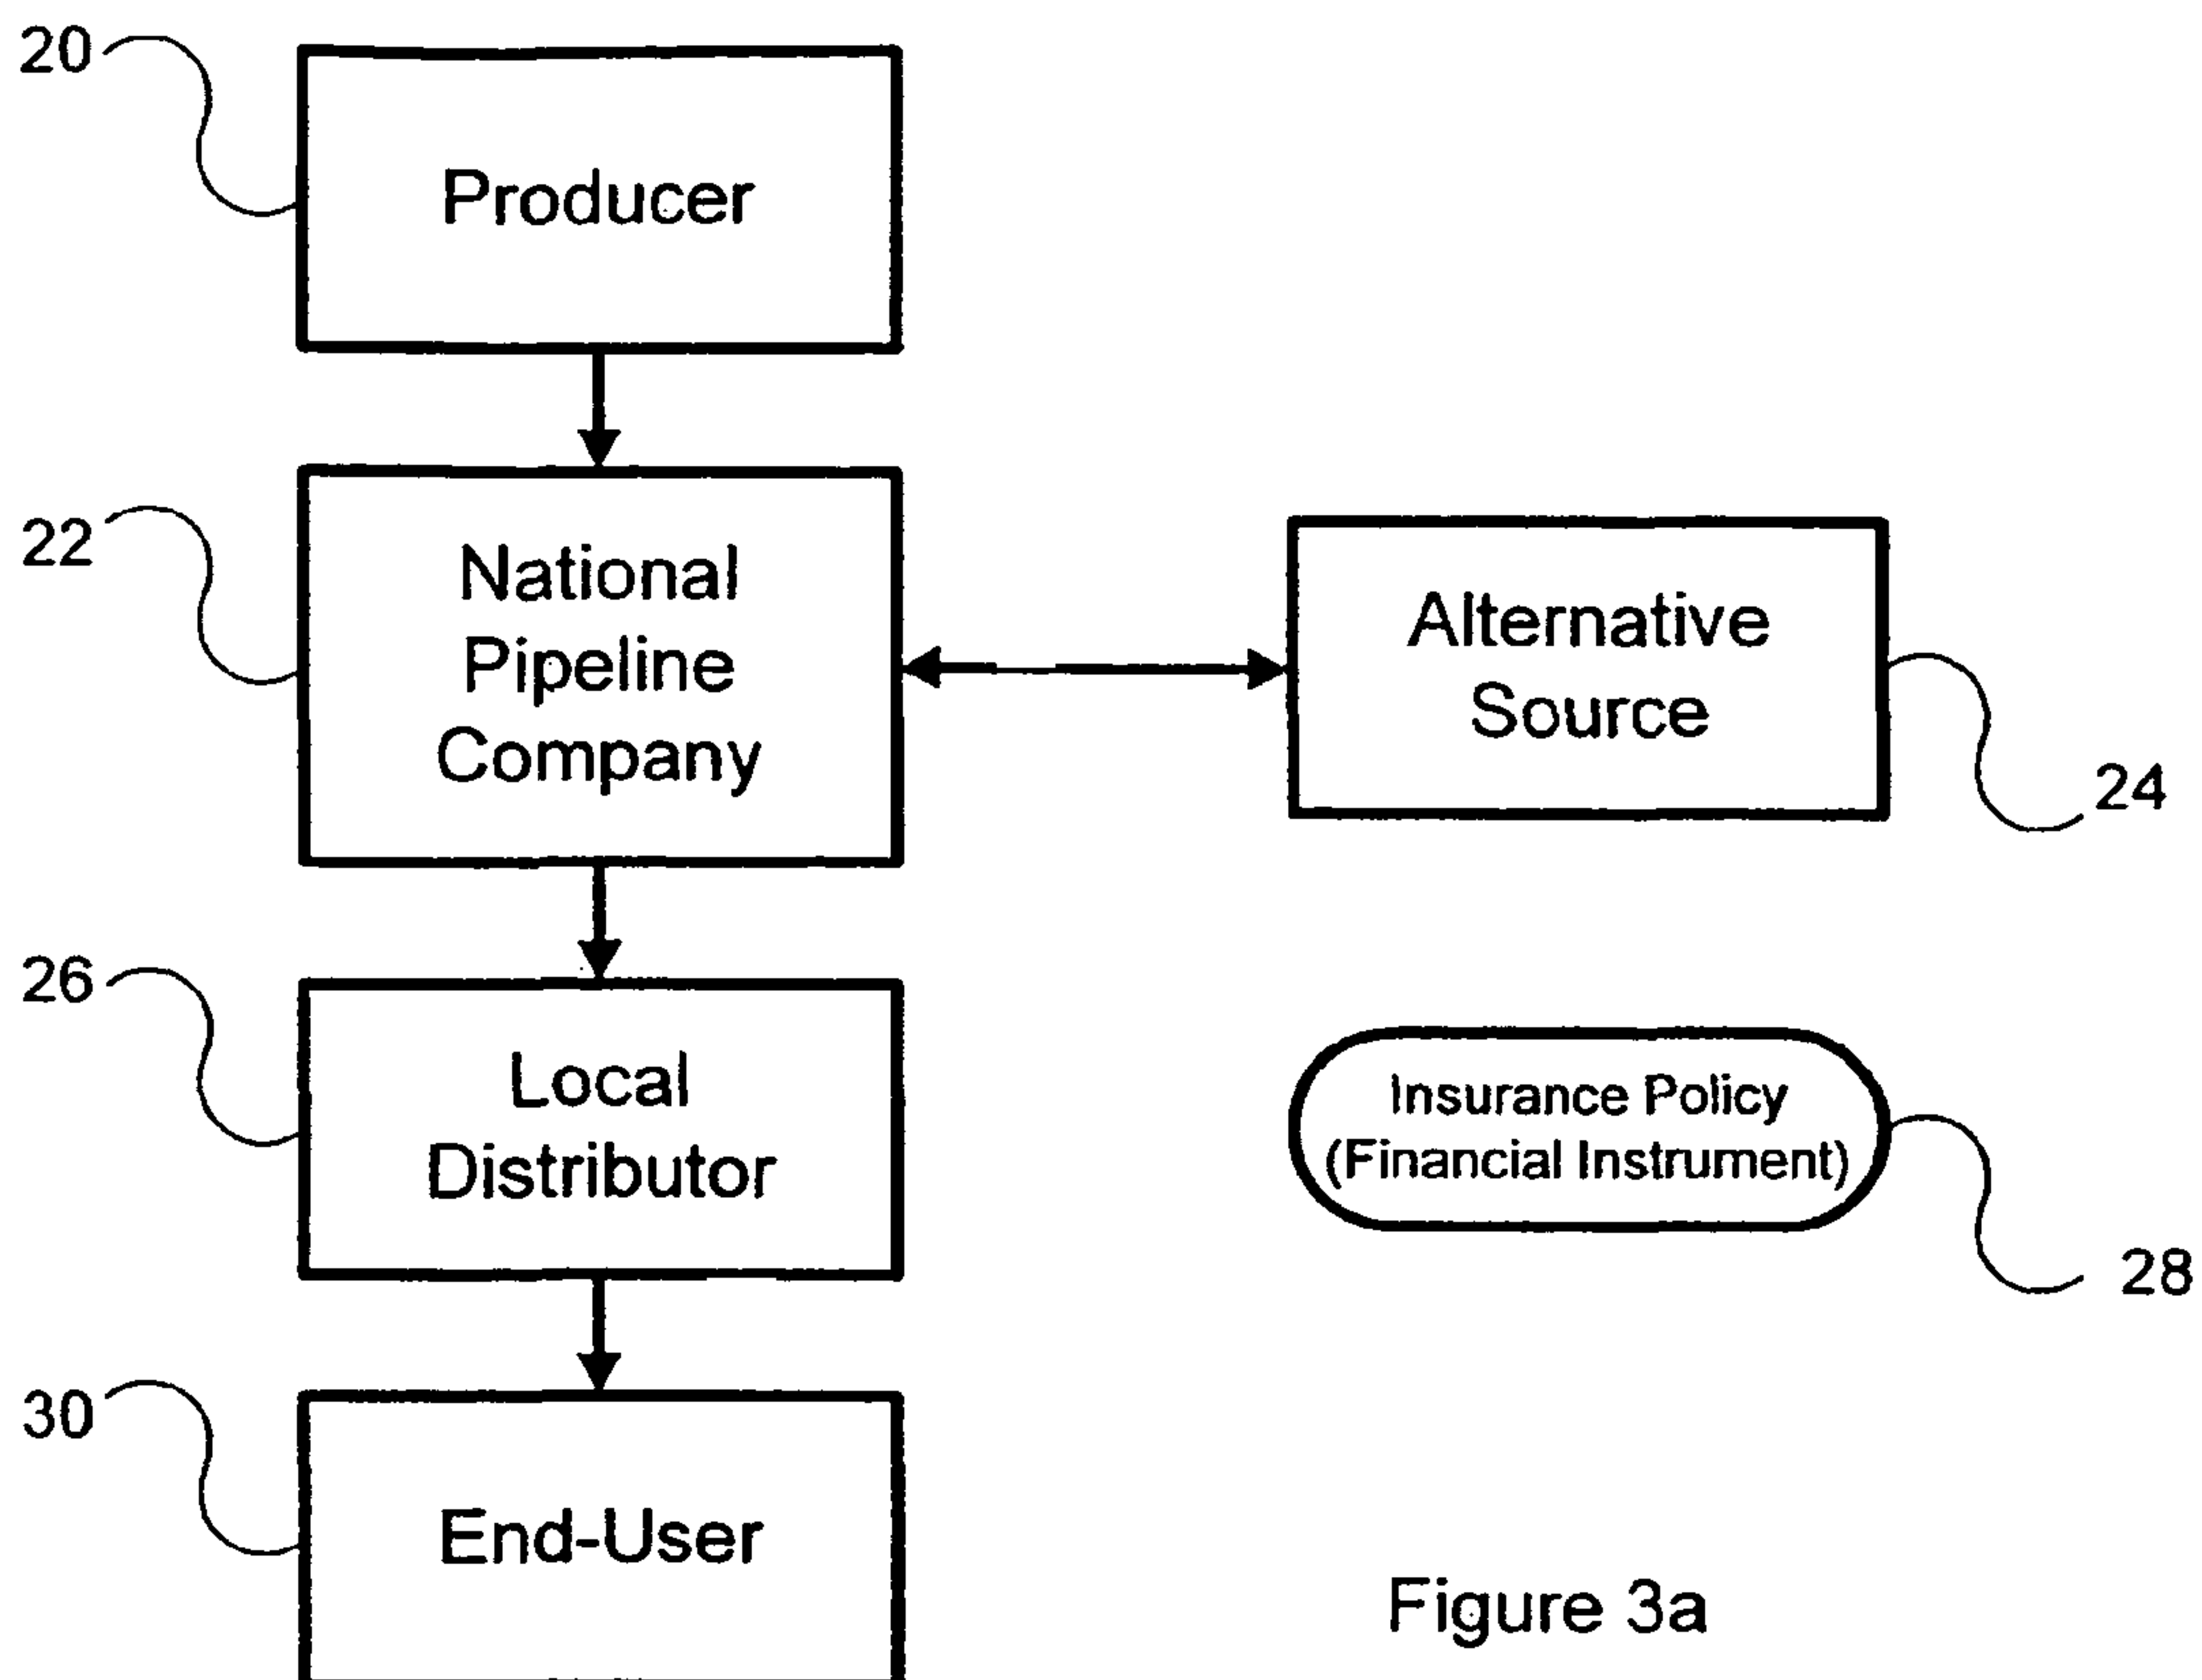 20
Producer
22
National
Pipeline
Company
Alternative
Source
24
26
Local
Distributor
Insurance Policy
(Financial Instrument)
28
30
End-User
Figure 3a